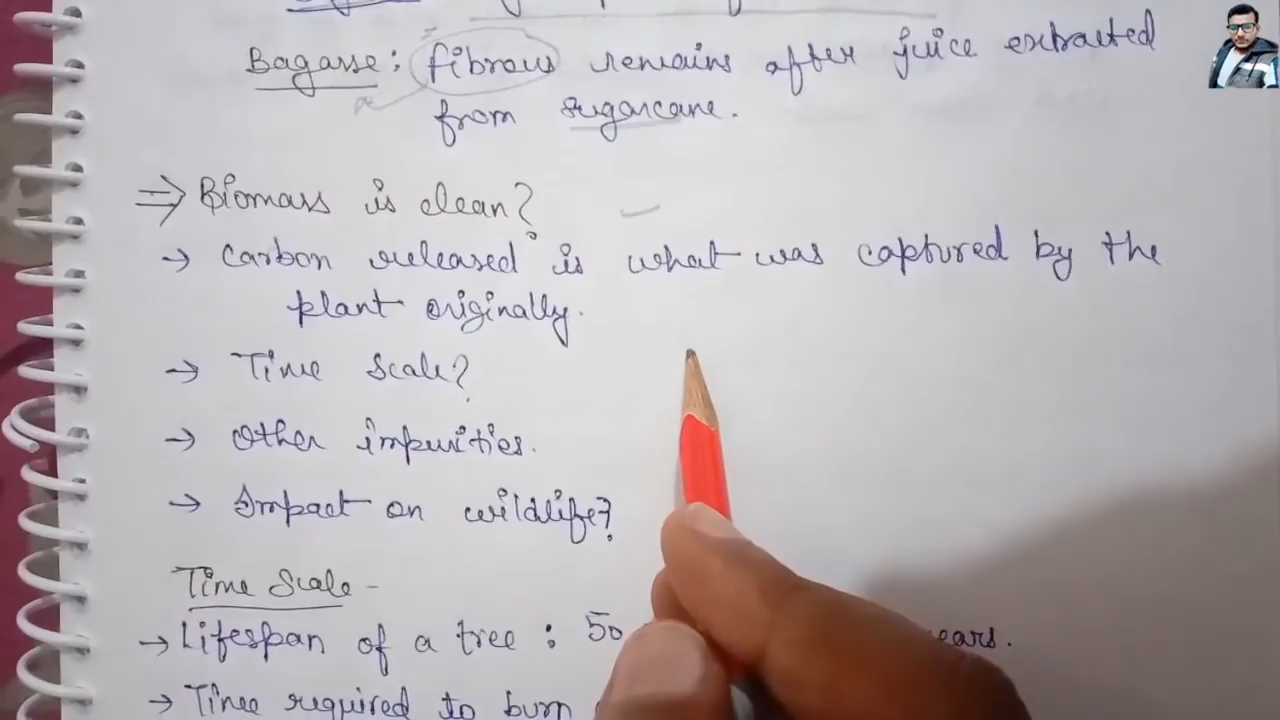 Bagasse: fibrous remains after juice extracted
from sugarcane.
⇒ Biomass is clean?
→ Carbon released is what was captured by the
plant originally.
→ Time Scale?
→ Other impurities.
→ Impact on wildlife?
Time Scale -
→ Lifespan of a tree : 50
→ Time required to burn